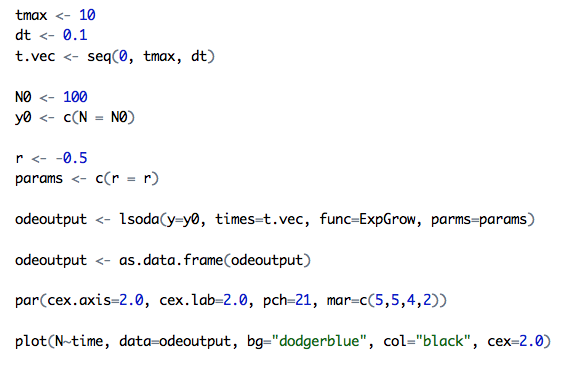 tmax <- 10
dt <- 0.1
t.vec <- seq(0, tmax, dt)
N0 <- 100
y0 <- c(N = N0)
r <- -0.5
params <- c(r = r)
odeoutput <- lsoda(y=y0, times=t.vec, func=ExpGrow, parms=params)
odeoutput <- as.data.frame(odeoutput)
par(cex.axis=2.0, cex.lab=2.0, pch=21, mar=c(5,5,4,2))
plot(N~time, data=odeoutput, bg="dodgerblue", col="black", cex=2.0)